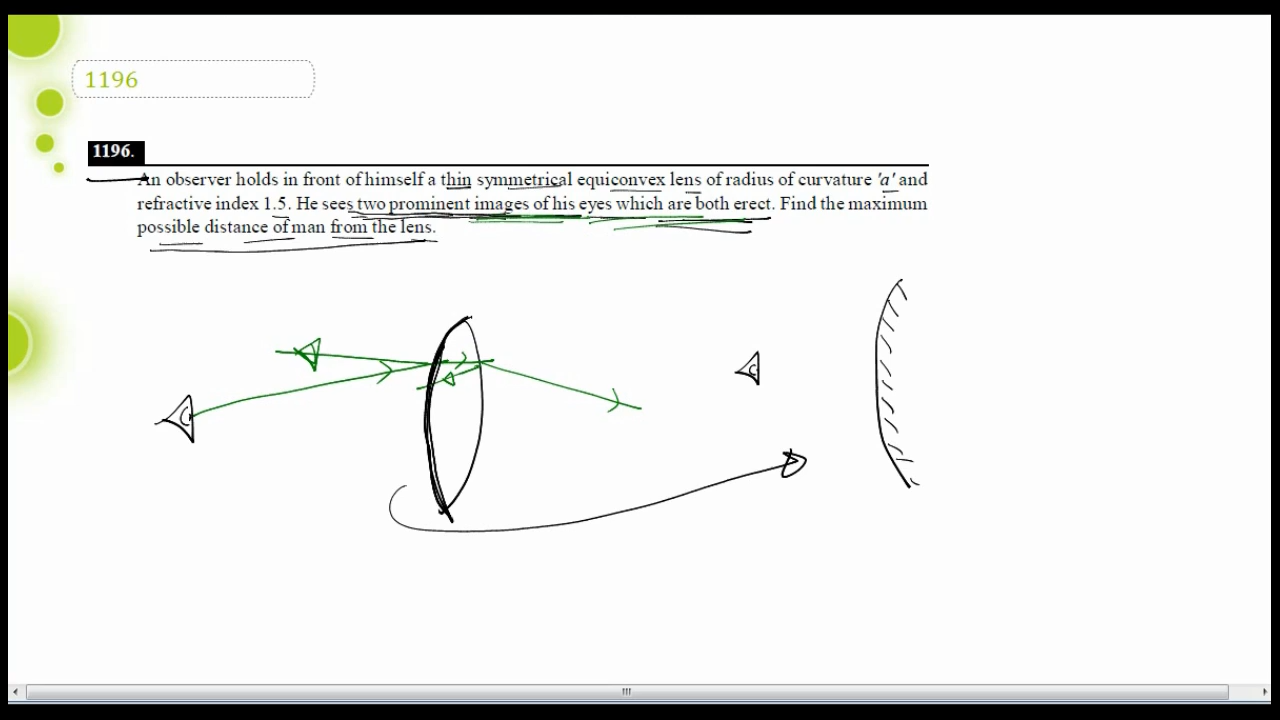 1196
1196.
An observer holds in front of himself a thin symmetrical equiconvex lens of radius of curvature 'a' and
refractive index 1.5. He sees two prominent images of his eyes which are both erect. Find the maximum
possible distance of man from the lens.